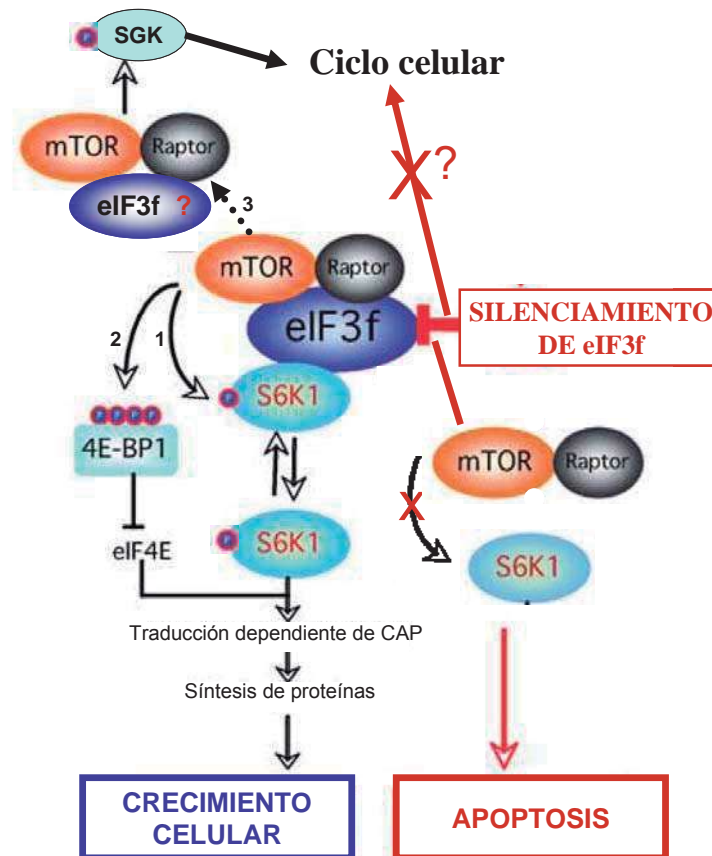 P
SGK
Ciclo celular
mTOR
Raptor
eIF3f ?
3
X?
mTOR
Raptor
eIF3f
SILENCIAMIENTO
DE eIF3f
2
1
P
S6K1
P P P P
4E-BP1
mTOR
Raptor
X
eIF4E
P
S6K1
S6K1
Traducción dependiente de CAP
Síntesis de proteínas
CRECIMIENTO
CELULAR
APOPTOSIS